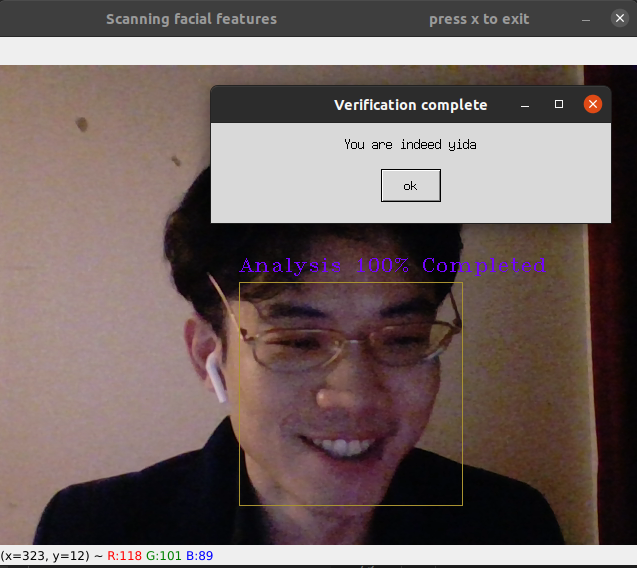 Scanning facial features press x to exit
Verification complete
You are indeed yida
ok
Analysis 100% Completed
(x=323, y=12) ~ R:118 G:101 B:89